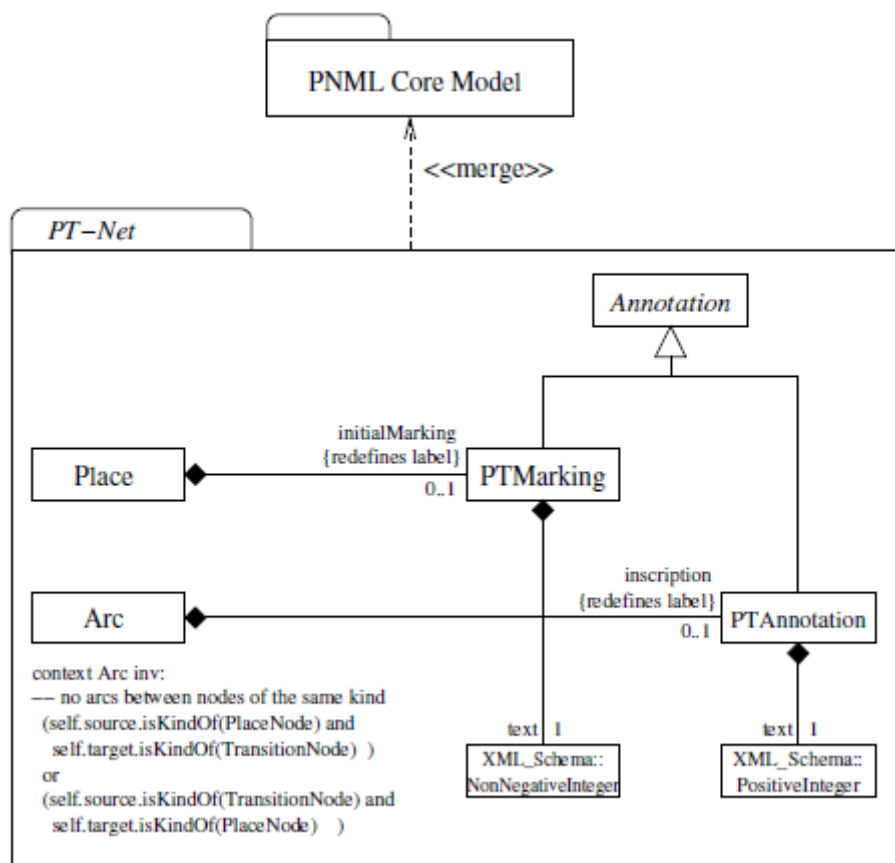 PNML Core Model
<<merge>>
PT-Net
Annotation
initialMarking
{redefines label}
Place
PTMarking
0..1
inscription
{redefines label}
Arc
PTAnnotation
0..1
context Arc inv:
-- no arcs between nodes of the same kind
(self.source.isKindOf(PlaceNode) and
self.target.isKindOf(TransitionNode) )
or
(self.source.isKindOf(TransitionNode) and
self.target.isKindOf(PlaceNode) )
text 1
XML_Schema::
NonNegativeInteger
text 1
XML_Schema::
PositiveInteger